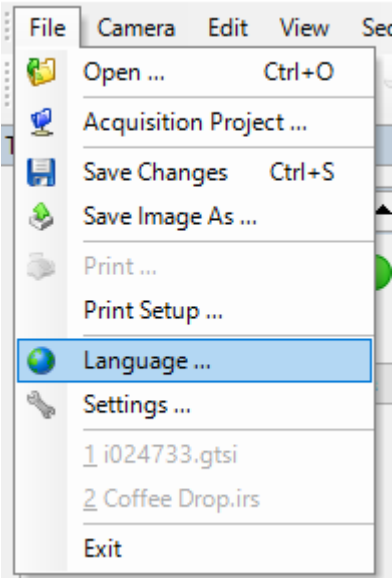 File Camera Edit View
Open ... Ctrl+O
Acquisition Project ...
Save Changes Ctrl+S
Save Image As ...
Print ...
Print Setup ...
Language ...
Settings ...
1 i024733.gtsi
2 Coffee Drop.irs
Exit